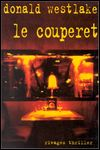 donald westlake
le couperet
rivages thriller